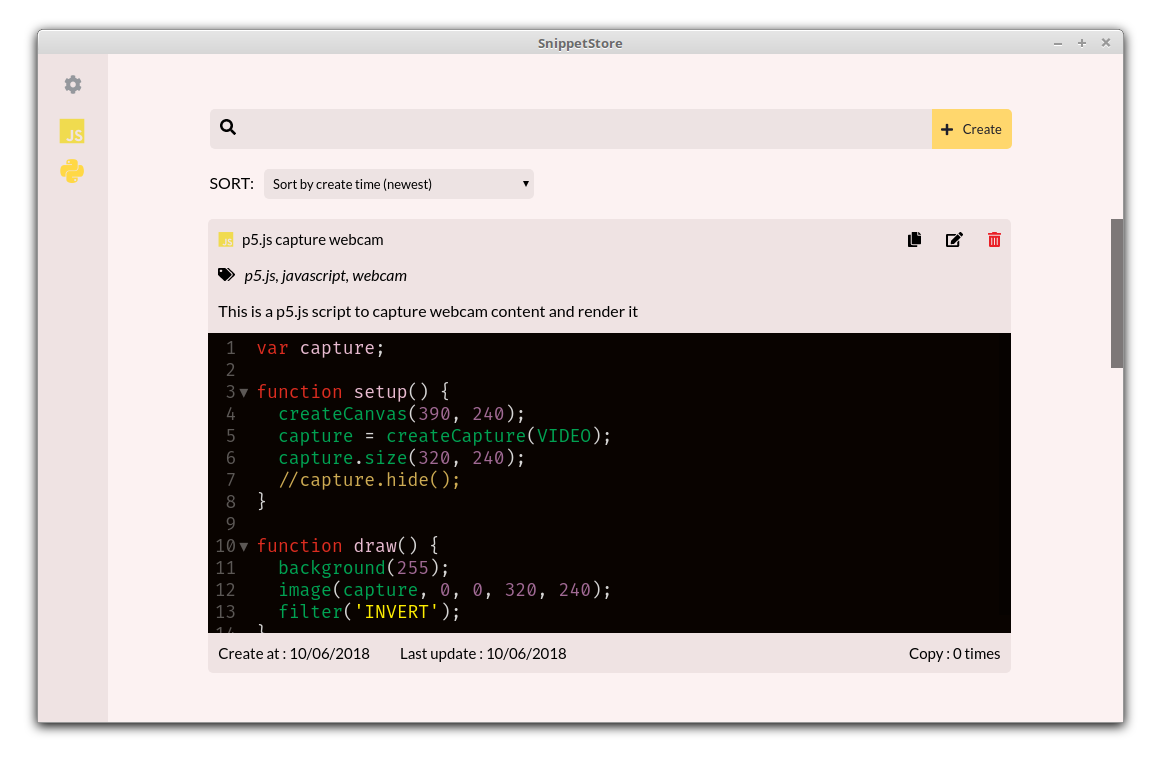 SnippetStore
JS
Create
SORT: Sort by create time (newest)
JS p5.js capture webcam
p5.js, javascript, webcam
This is a p5.js script to capture webcam content and render it
1 var capture;
2
3 function setup() {
4   createCanvas(390, 240);
5   capture = createCapture(VIDEO);
6   capture.size(320, 240);
7   //capture.hide();
8 }
9
10 function draw() {
11   background(255);
12   image(capture, 0, 0, 320, 240);
13   filter('INVERT');
14 }
Create at : 10/06/2018 Last update : 10/06/2018 Copy : 0 times